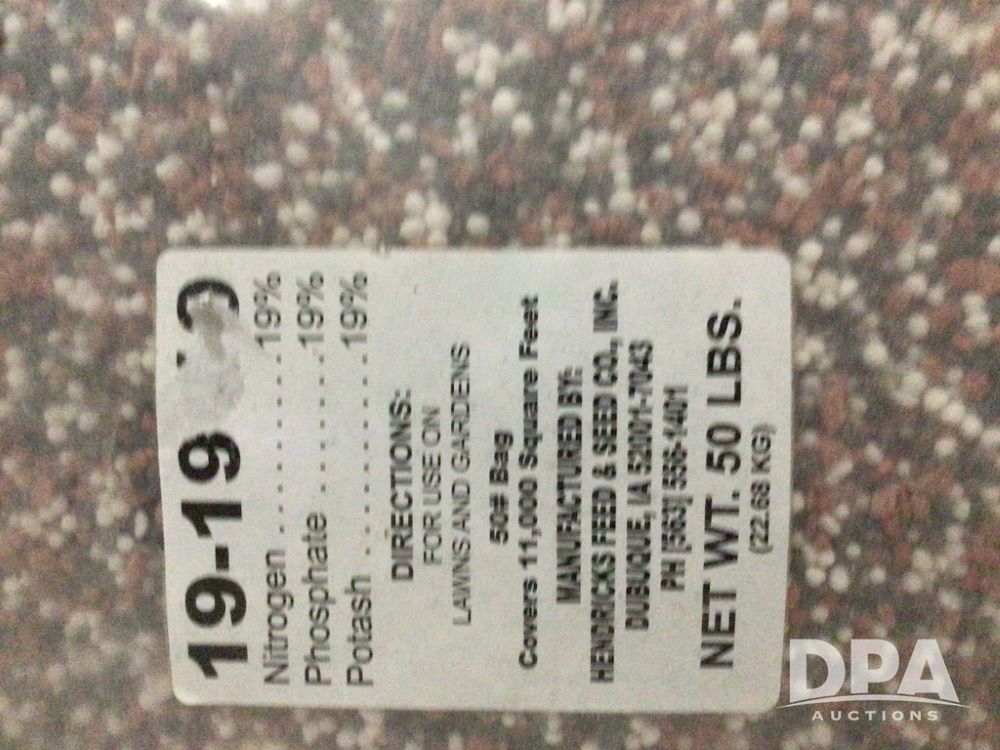 19-19
Nitrogen..........19%
Phosphate........19%
Potash............19%
DIRECTIONS:
FOR USE ON
LAWNS AND GARDENS
50# Bag
Covers 11,000 Square Feet
MANUFACTURED BY:
HENDRICKS FEED & SEED CO., INC.
DUBUQUE, IA 52001-7043
PH [563] 556-1401
NET WT. 50 LBS.
(22.68 KG)
DPA
AUCTIONS